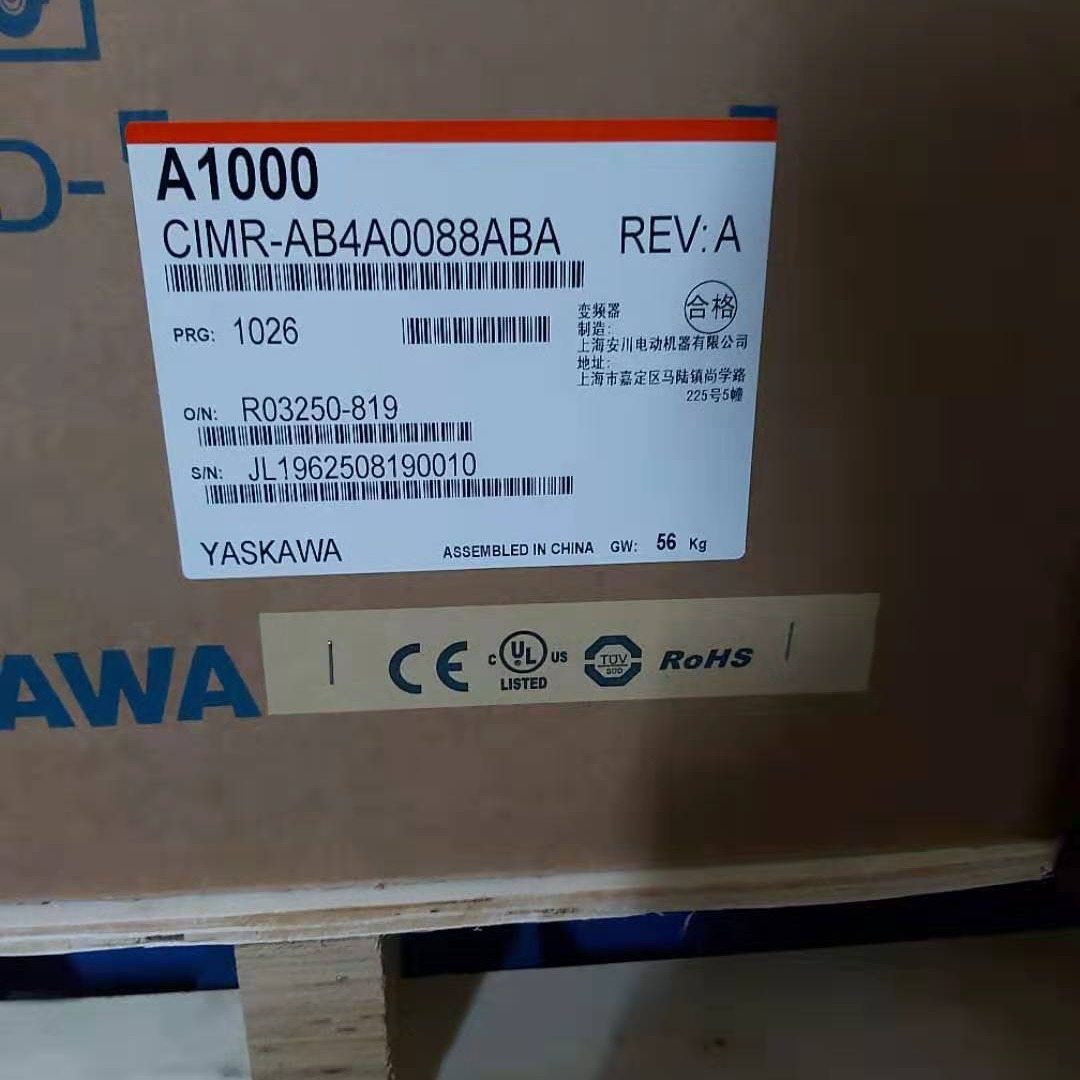 D-
A1000
CIMR-AB4A0088ABA REV: A
PRG: 1026
变频器
合格
制造:
上海安川电动机器有限公司
地址:
上海市嘉定区马陆镇尚学路
225号5幢
O/N: R03250-819
S/N: JL1962508190010
YASKAWA ASSEMBLED IN CHINA GW: 56 Kg
AWA
CE C UL US LISTED TÜV SÜD RoHS